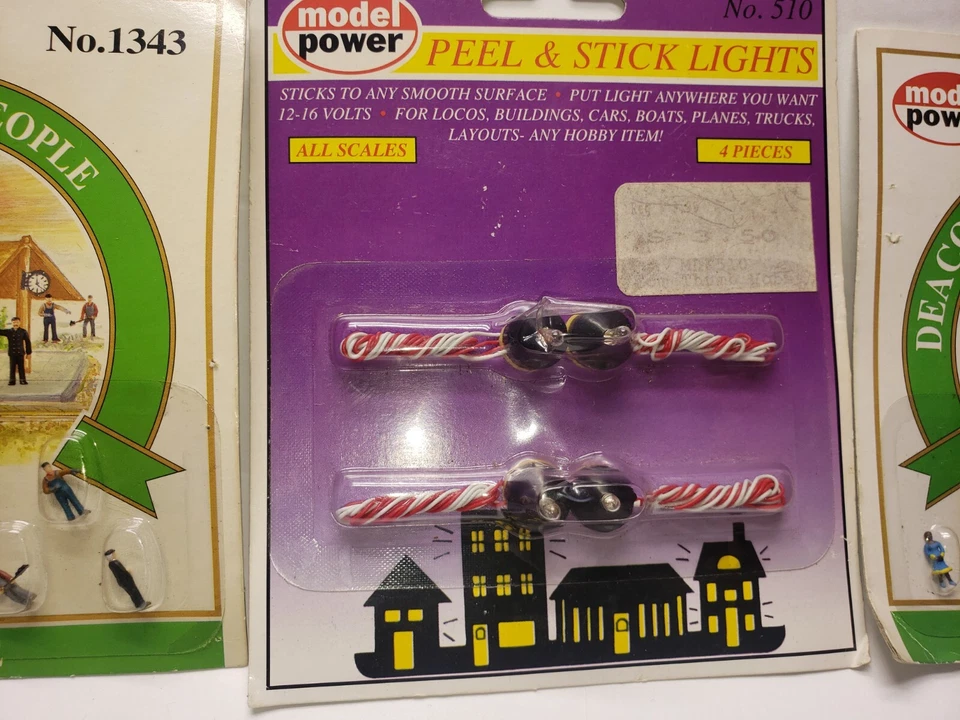 No.1343
EOPLE
model
power
No. 510
PEEL & STICK LIGHTS
STICKS TO ANY SMOOTH SURFACE • PUT LIGHT ANYWHERE YOU WANT
12-16 VOLTS • FOR LOCOS, BUILDINGS, CARS, BOATS, PLANES, TRUCKS,
LAYOUTS- ANY HOBBY ITEM!
ALL SCALES
4 PIECES
mod
pow
DEACO